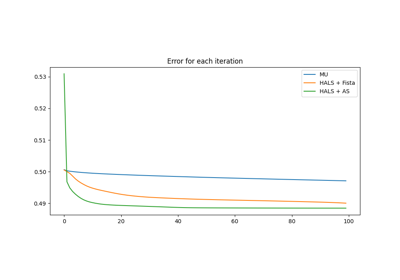 Error for each iteration
MU
HALS + Fista
HALS + AS
0.53
0.52
0.51
0.50
0.49
0 20 40 60 80 100